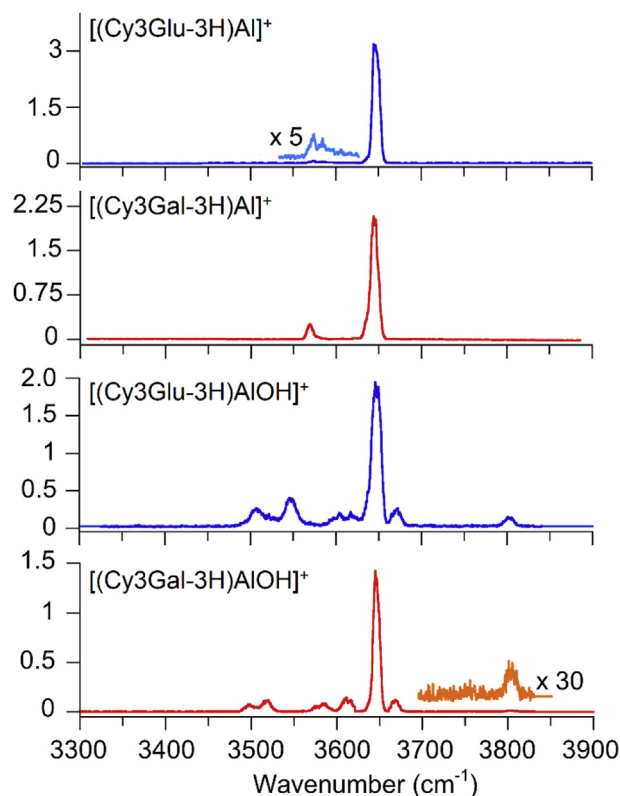 [(Cy3Glu-3H)Al]⁺
3
1.5
0
x 5
[(Cy3Gal-3H)Al]⁺
2.25
1.5
0.75
0
[(Cy3Glu-3H)AlOH]⁺
2.0
1.5
1
0.5
0
[(Cy3Gal-3H)AlOH]⁺
1.5
1
0.5
0
x 30
3300 3400 3500 3600 3700 3800 3900
Wavenumber (cm⁻¹)